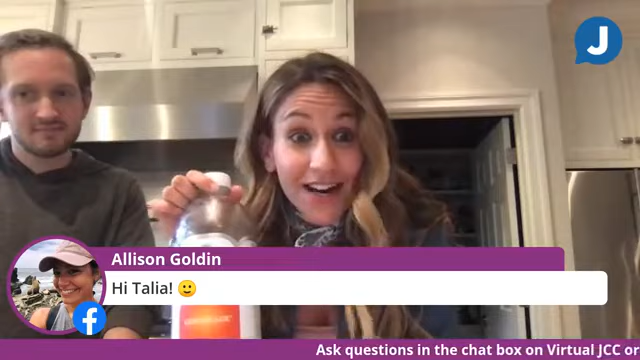 J
Allison Goldin
Hi Talia! 🙂
f
Ask questions in the chat box on Virtual JCC or